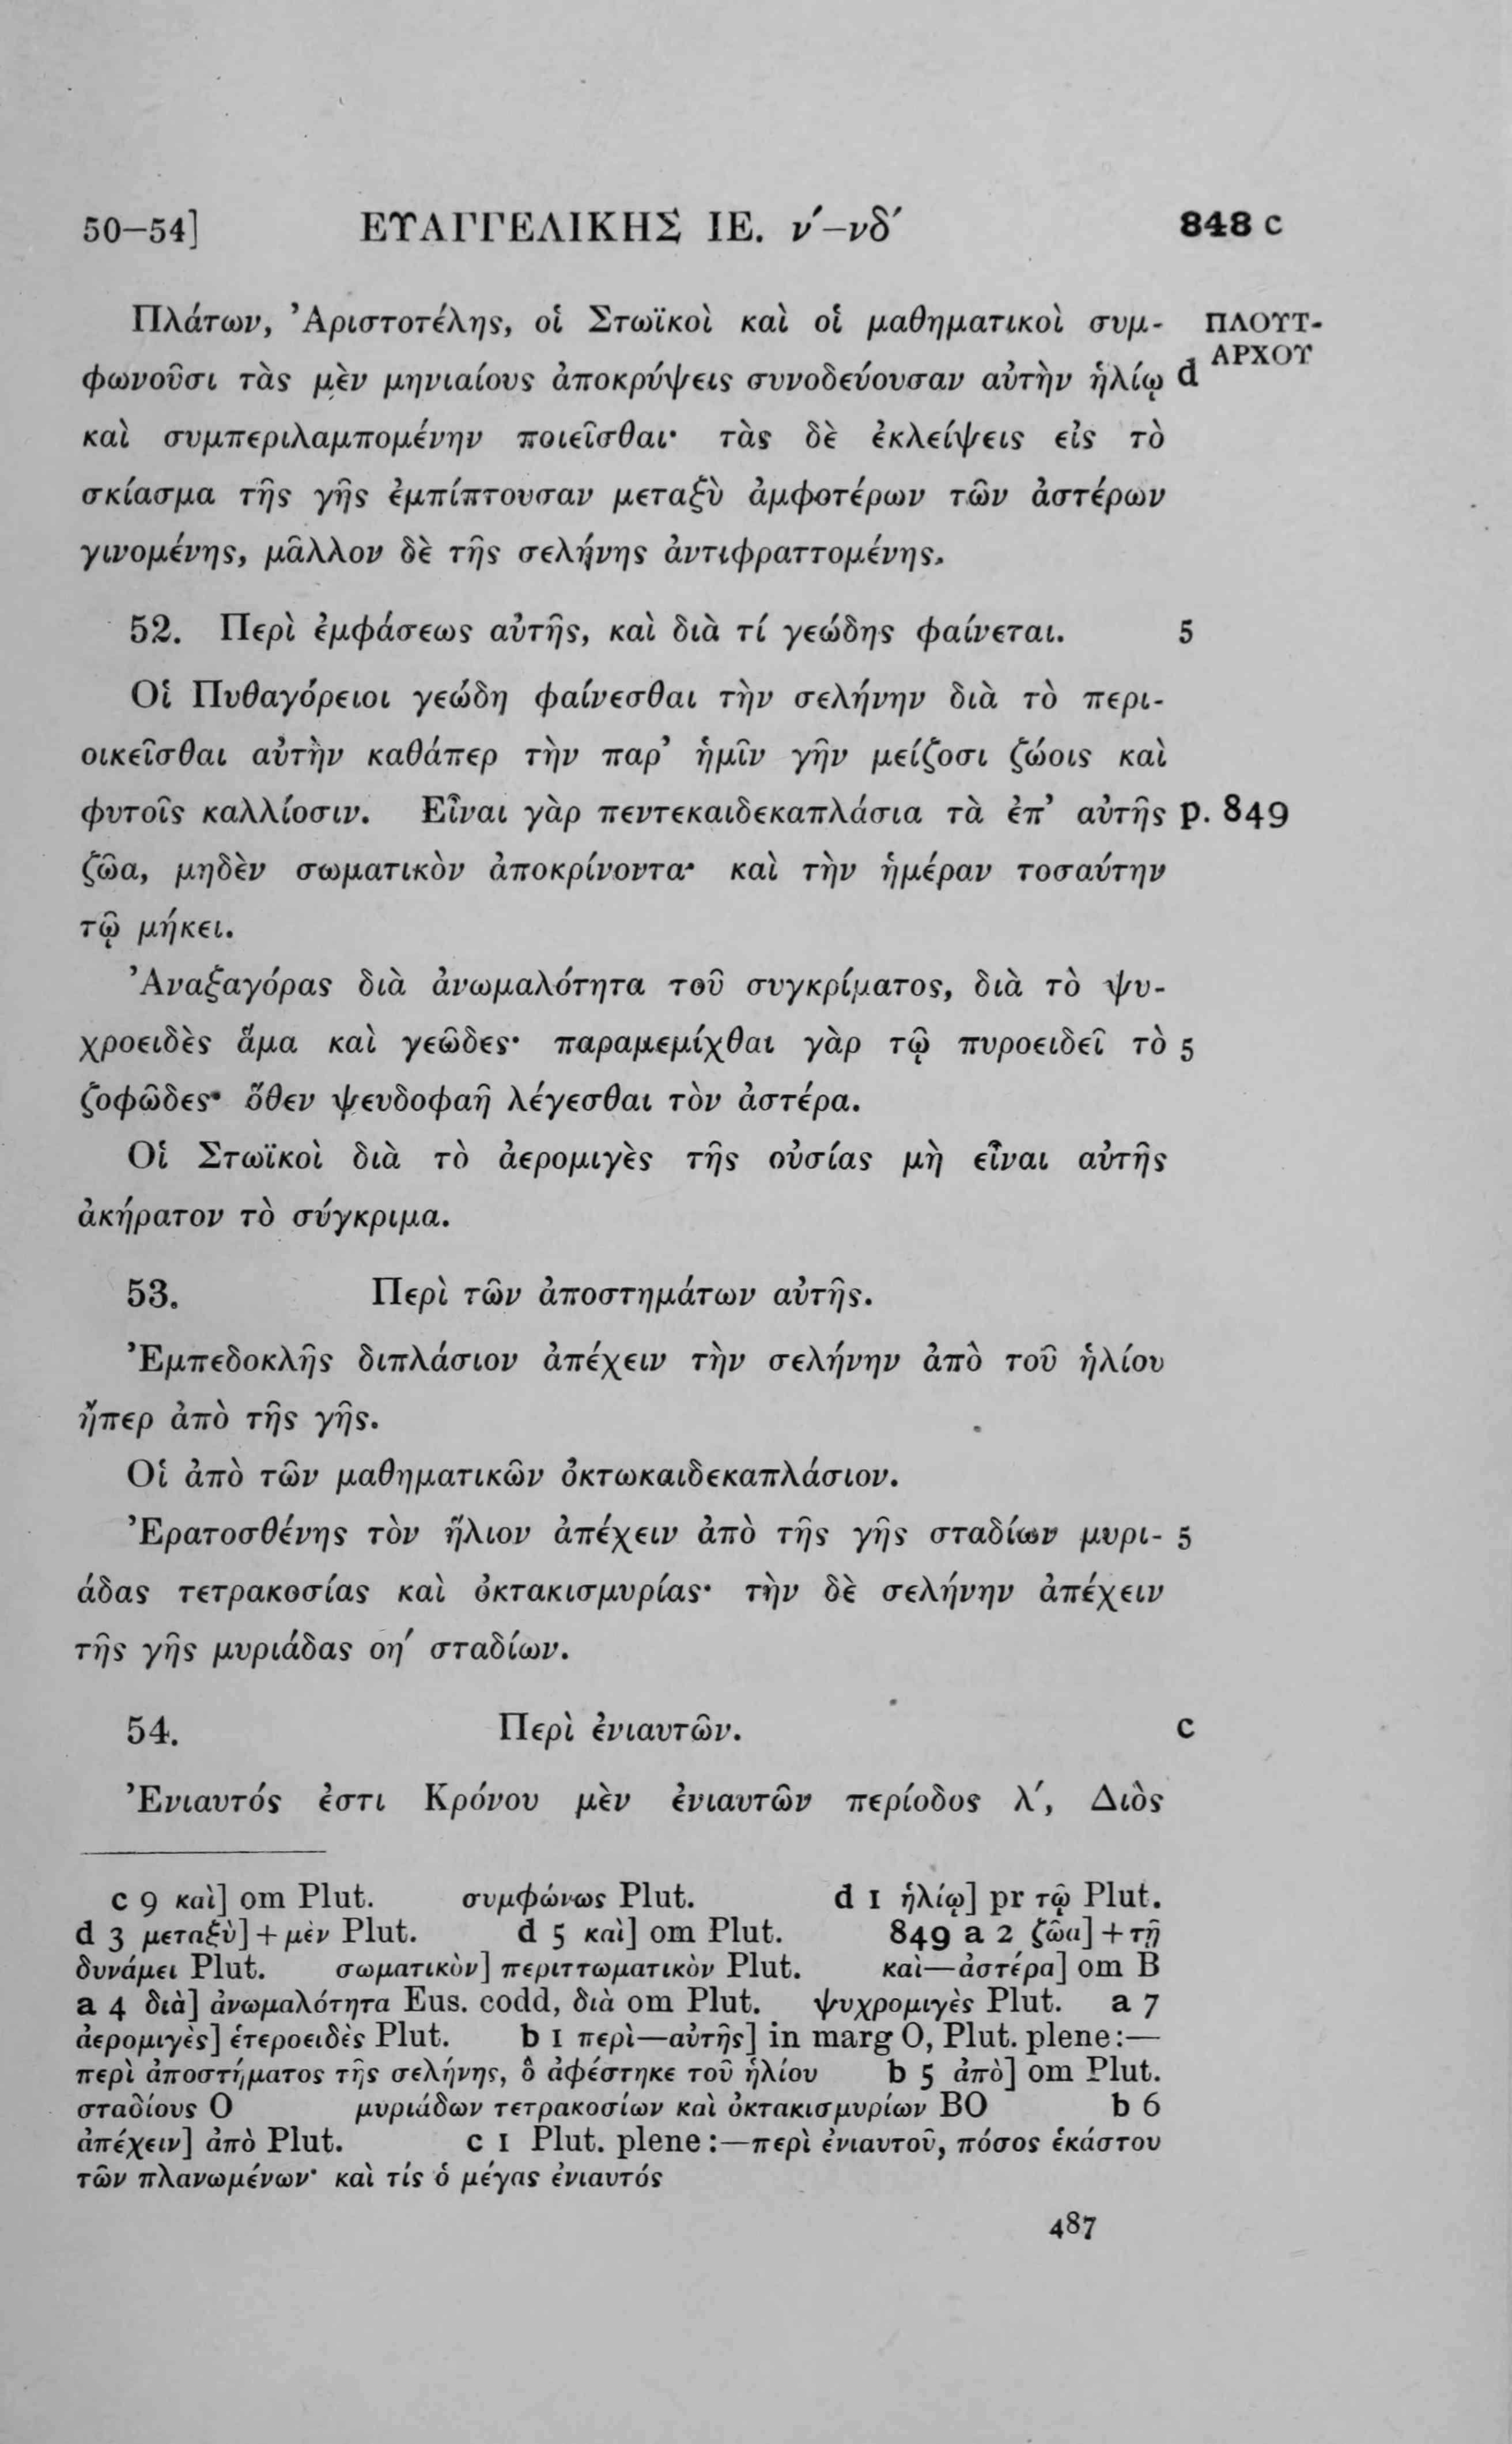 50–54] ΕΥΑΓΓΕΛΙΚΗΣ ΙΕ. ν´–νδ´ 848 c
Πλάτων, Ἀριστοτέλης, οἱ Στωϊκοὶ καὶ οἱ μαθηματικοὶ συμ- ΠΛΟΥΤ-
ΑΡΧΟΥ
φωνοῦσι τὰς μὲν μηνιαίους ἀποκρύψεις συνοδεύουσαν αὐτὴν ἡλίῳ d
καὶ συμπεριλαμπομένην ποιεῖσθαι· τὰς δὲ ἐκλείψεις εἰς τὸ
σκίασμα τῆς γῆς ἐμπίπτουσαν μεταξὺ ἀμφοτέρων τῶν ἀστέρων
γινομένης, μᾶλλον δὲ τῆς σελήνης ἀντιφραττομένης.
52. Περὶ ἐμφάσεως αὐτῆς, καὶ διὰ τί γεώδης φαίνεται. 5
Οἱ Πυθαγόρειοι γεώδη φαίνεσθαι τὴν σελήνην διὰ τὸ περι-
οικεῖσθαι αὐτὴν καθάπερ τὴν παρ’ ἡμῖν γῆν μείζοσι ζώοις καὶ
φυτοῖς καλλίοσιν. Εἶναι γὰρ πεντεκαιδεκαπλάσια τὰ ἐπ’ αὐτῆς p. 849
ζῶα, μηδὲν σωματικὸν ἀποκρίνοντα· καὶ τὴν ἡμέραν τοσαύτην
τῷ μήκει.
Ἀναξαγόρας διὰ ἀνωμαλότητα τοῦ συγκρίματος, διὰ τὸ ψυ-
χροειδὲς ἅμα καὶ γεῶδες· παραμεμίχθαι γὰρ τῷ πυροειδεῖ τὸ 5
ζοφῶδες· ὅθεν ψευδοφαῆ λέγεσθαι τὸν ἀστέρα.
Οἱ Στωϊκοὶ διὰ τὸ ἀερομιγὲς τῆς οὐσίας μὴ εἶναι αὐτῆς
ἀκήρατον τὸ σύγκριμα.
53. Περὶ τῶν ἀποστημάτων αὐτῆς.
Ἐμπεδοκλῆς διπλάσιον ἀπέχειν τὴν σελήνην ἀπὸ τοῦ ἡλίου
ἤπερ ἀπὸ τῆς γῆς.
Οἱ ἀπὸ τῶν μαθηματικῶν ὀκτωκαιδεκαπλάσιον.
Ἐρατοσθένης τὸν ἥλιον ἀπέχειν ἀπὸ τῆς γῆς σταδίων μυρι- 5
άδας τετρακοσίας καὶ ὀκτακισμυρίας· τὴν δὲ σελήνην ἀπέχειν
τῆς γῆς μυριάδας οη´ σταδίων.
54. Περὶ ἐνιαυτῶν. c
Ἐνιαυτός ἐστι Κρόνου μὲν ἐνιαυτῶν περίοδος λ´, Διὸς
c 9 καὶ] om Plut. συμφώνως Plut. d 1 ἡλίῳ] pr τῷ Plut.
d 3 μεταξὺ] + μὲν Plut. d 5 καὶ] om Plut. 849 a 2 ζῶα] + τῇ
δυνάμει Plut. σωματικὸν] περιττωματικὸν Plut. καὶ—ἀστέρα] om B
a 4 διὰ] ἀνωμαλότητα Eus. codd, διὰ om Plut. ψυχρομιγὲς Plut. a 7
ἀερομιγὲς] ἑτεροειδὲς Plut. b 1 περὶ—αὐτῆς] in marg O, Plut. plene :—
περὶ ἀποστήματος τῆς σελήνης, ὃ ἀφέστηκε τοῦ ἡλίου b 5 ἀπὸ] om Plut.
σταδίους O μυριάδων τετρακοσίων καὶ ὀκτακισμυρίων BO b 6
ἀπέχειν] ἀπὸ Plut. c 1 Plut. plene :—περὶ ἐνιαυτοῦ, πόσος ἑκάστου
τῶν πλανωμένων· καὶ τίς ὁ μέγας ἐνιαυτός
487